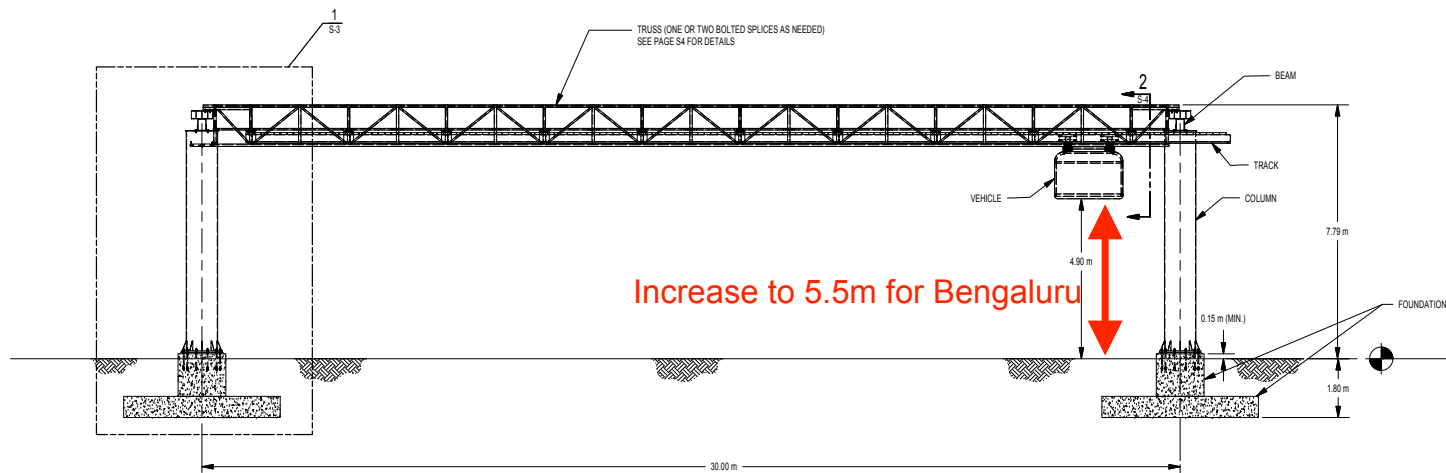 1
S-3
TRUSS (ONE OR TWO BOLTED SPLICES AS NEEDED)
SEE PAGE S4 FOR DETAILS
2
S-4
BEAM
TRACK
VEHICLE
COLUMN
7.79 m
4.90 m
Increase to 5.5m for Bengaluru
0.15 m (MIN.)
FOUNDATION
1.80 m
30.00 m